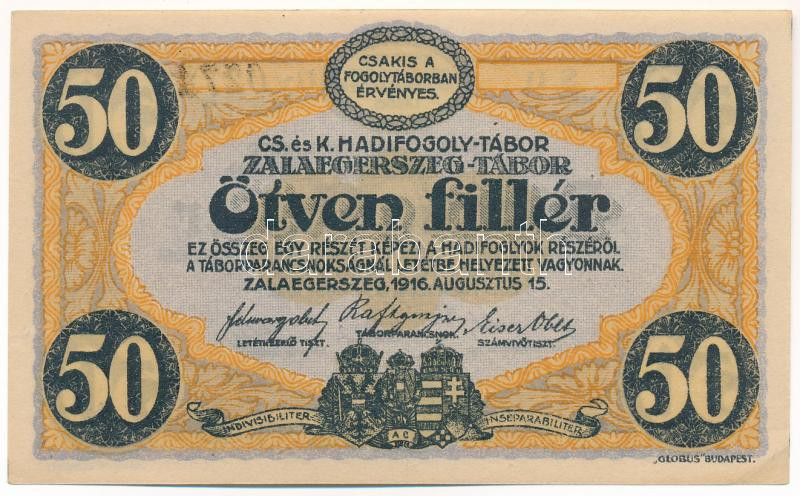 50 50
CSAKIS A
FOGOLYTÁBORBAN
ÉRVÉNYES.
CS. és K. HADIFOGOLY-TÁBOR
ZALAEGERSZEG-TÁBOR
Ötven fillér
EZ ÖSSZEG EGY RÉSZÉT KÉPEZI A HADIFOGLYOK RÉSZÉRŐL
A TÁBORPARANCSNOKSÁGNÁL LETÉTBE HELYEZETT VAGYONNAK.
ZALAEGERSZEG, 1916. AUGUSZTUS 15.
LETÉTKEZELŐ TISZT. TÁBORPARANCSNOK. SZÁMVIVŐTISZT.
50 50
INDIVISIBILITER AC INSEPARABILITER
„GLOBUS" BUDAPEST.